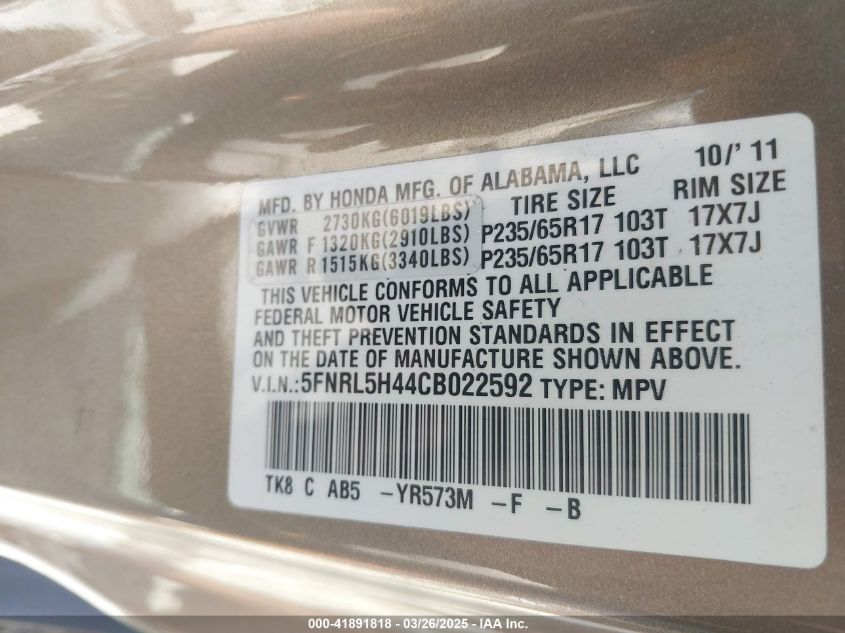 MFD. BY HONDA MFG. OF ALABAMA, LLC 10/'11
GVWR 2730KG(6019LBS) TIRE SIZE RIM SIZE
GAWR F 1320KG(2910LBS) P235/65R17 103T 17X7J
GAWR R 1515KG(3340LBS) P235/65R17 103T 17X7J
THIS VEHICLE CONFORMS TO ALL APPLICABLE
FEDERAL MOTOR VEHICLE SAFETY
AND THEFT PREVENTION STANDARDS IN EFFECT
ON THE DATE OF MANUFACTURE SHOWN ABOVE.
V.I.N.:5FNRL5H44CB022592 TYPE: MPV
TK8 C AB5 -YR573M -F -B
000-41891818 - 03/26/2025 - IAA Inc.